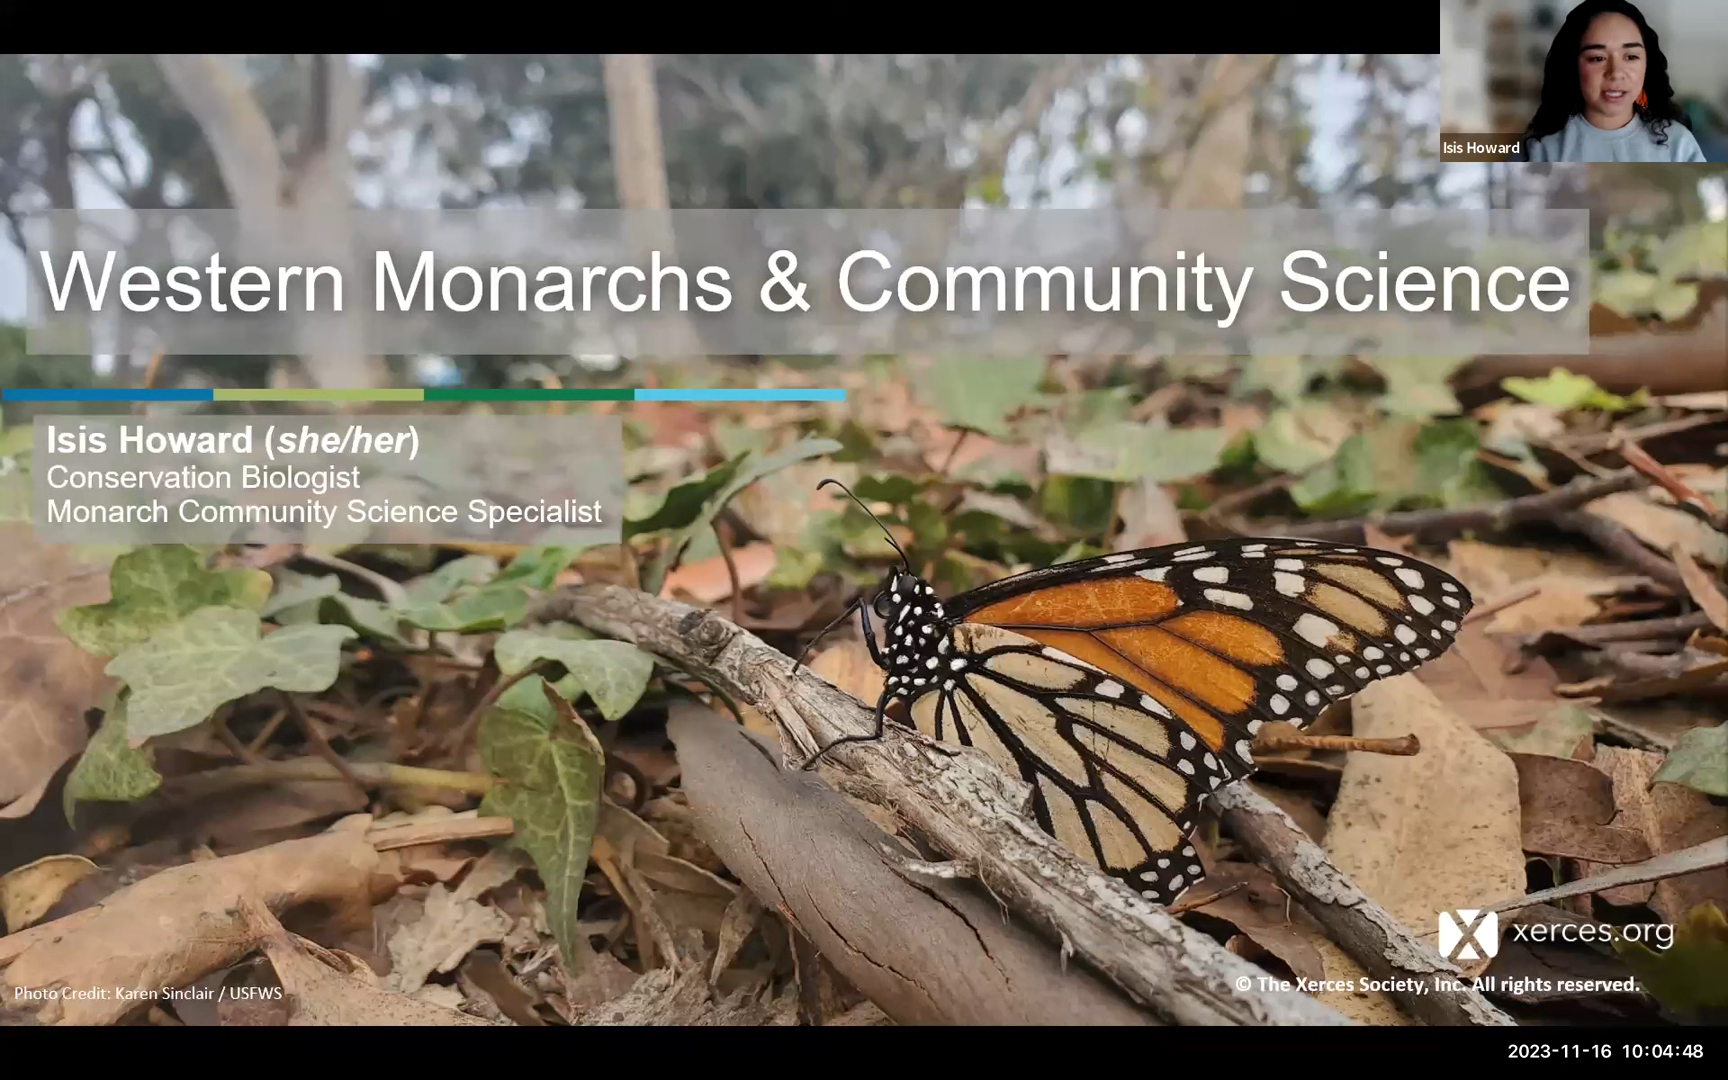 Isis Howard
Western Monarchs & Community Science
Isis Howard (she/her)
Conservation Biologist
Monarch Community Science Specialist
xerces.org
Photo Credit: Karen Sinclair / USFWS
© The Xerces Society, Inc. All rights reserved.
2023-11-16 10:04:48